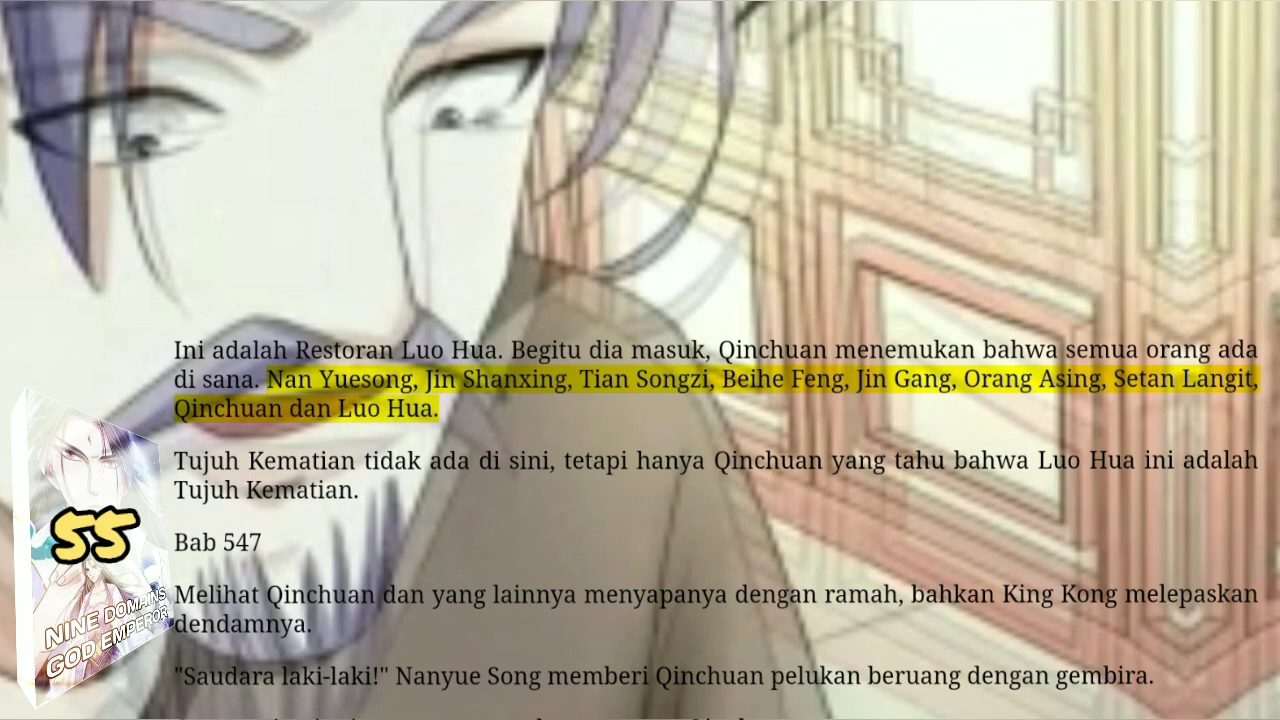 Ini adalah Restoran Luo Hua. Begitu dia masuk, Qinchuan menemukan bahwa semua orang ada
di sana. Nan Yuesong, Jin Shanxing, Tian Songzi, Beihe Feng, Jin Gang, Orang Asing, Setan Langit,
Qinchuan dan Luo Hua.
Tujuh Kematian tidak ada di sini, tetapi hanya Qinchuan yang tahu bahwa Luo Hua ini adalah
Tujuh Kematian.
Bab 547
Melihat Qinchuan dan yang lainnya menyapanya dengan ramah, bahkan King Kong melepaskan
dendamnya.
"Saudara laki-laki!" Nanyue Song memberi Qinchuan pelukan beruang dengan gembira.
55
NINE DOMAINS
GOD EMPEROR